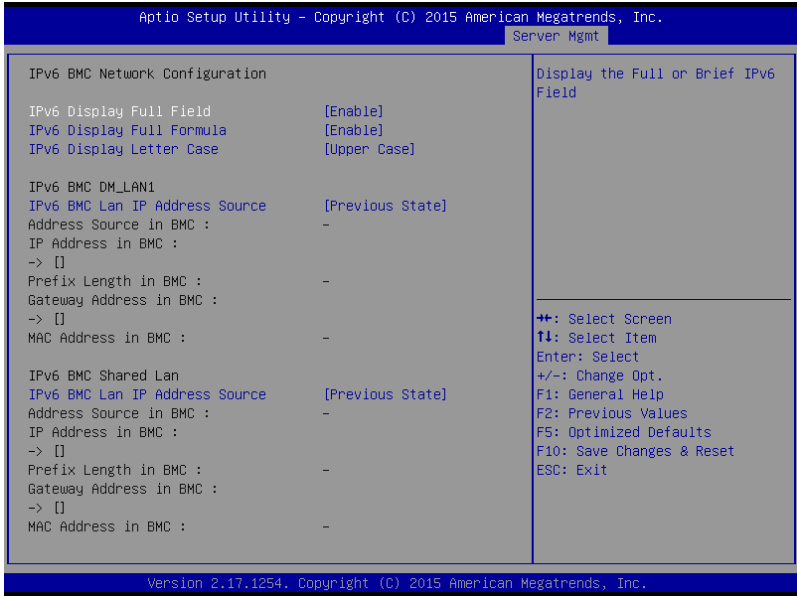 Aptio Setup Utility – Copyright (C) 2015 American Megatrends, Inc.
Server Mgmt
IPv6 BMC Network Configuration
IPv6 Display Full Field [Enable]
IPv6 Display Full Formula [Enable]
IPv6 Display Letter Case [Upper Case]
IPv6 BMC DM_LAN1
IPv6 BMC Lan IP Address Source [Previous State]
Address Source in BMC : –
IP Address in BMC :
-> []
Prefix Length in BMC : –
Gateway Address in BMC :
-> []
MAC Address in BMC : –
IPv6 BMC Shared Lan
IPv6 BMC Lan IP Address Source [Previous State]
Address Source in BMC : –
IP Address in BMC :
-> []
Prefix Length in BMC : –
Gateway Address in BMC :
-> []
MAC Address in BMC : –
Display the Full or Brief IPv6
Field
→←: Select Screen
↑↓: Select Item
Enter: Select
+/-: Change Opt.
F1: General Help
F2: Previous Values
F5: Optimized Defaults
F10: Save Changes & Reset
ESC: Exit
Version 2.17.1254. Copyright (C) 2015 American Megatrends, Inc.